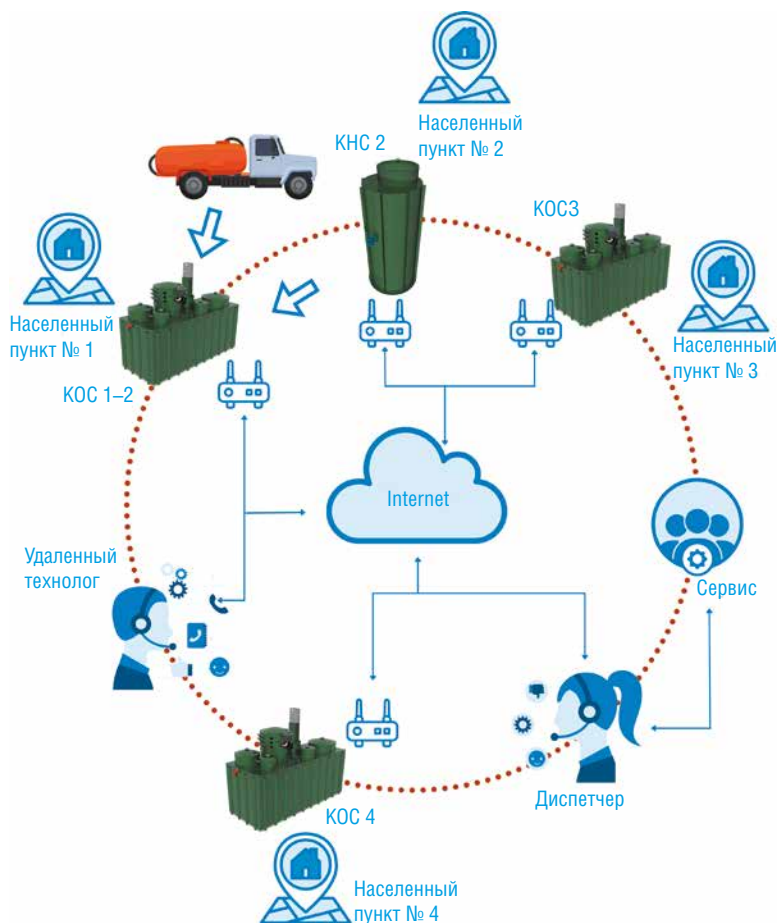 Населенный
пункт № 2
КНС 2
КОС3
Населенный
пункт № 1
Населенный
пункт № 3
КОС 1–2
Internet
Удаленный
технолог
Сервис
Диспетчер
КОС 4
Населенный
пункт № 4